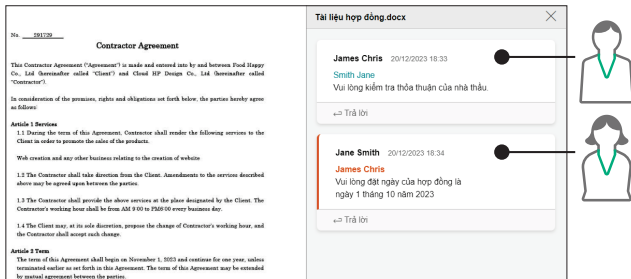 No. 291729
Contractor Agreement
This Contractor Agreement ("Agreement") is made and entered into by and between Food Happy
Co., Ltd (hereinafter called "Client") and Cloud HP Design Co., Ltd (hereinafter called
"Contractor").
In consideration of the premises, rights and obligations set forth below, the parties hereby agree
as follows:
Article 1 Services
1.1 During the term of this Agreement, Contractor shall render the following services to the
Client in order to promote the sales of the products.
Web creation and any other business relating to the creation of website
1.2 The Contractor shall take direction from the Client. Amendments to the services described
above may be agreed upon between the parties.
1.3 The Contractor shall provide the above services at the place designated by the Client. The
Contractor's working hour shall be from AM 9:00 to PM6:00 every business day.
1.4 The Client may, at its sole discretion, propose the change of Contractor's working hour, and
the Contractor shall accept such change.
Article 2 Term
The term of this Agreement shall begin on November 1, 2023 and continue for one year, unless
terminated earlier as set forth in this Agreement. The term of this Agreement may be extended
by mutual agreement between the parties.
Tài liệu hợp đồng.docx
James Chris 20/12/2023 18:33
Smith Jane
Vui lòng kiểm tra thỏa thuận của nhà thầu.
Trả lời
Jane Smith 20/12/2023 18:34
James Chris
Vui lòng đặt ngày của hợp đồng là
ngày 1 tháng 10 năm 2023
Trả lời